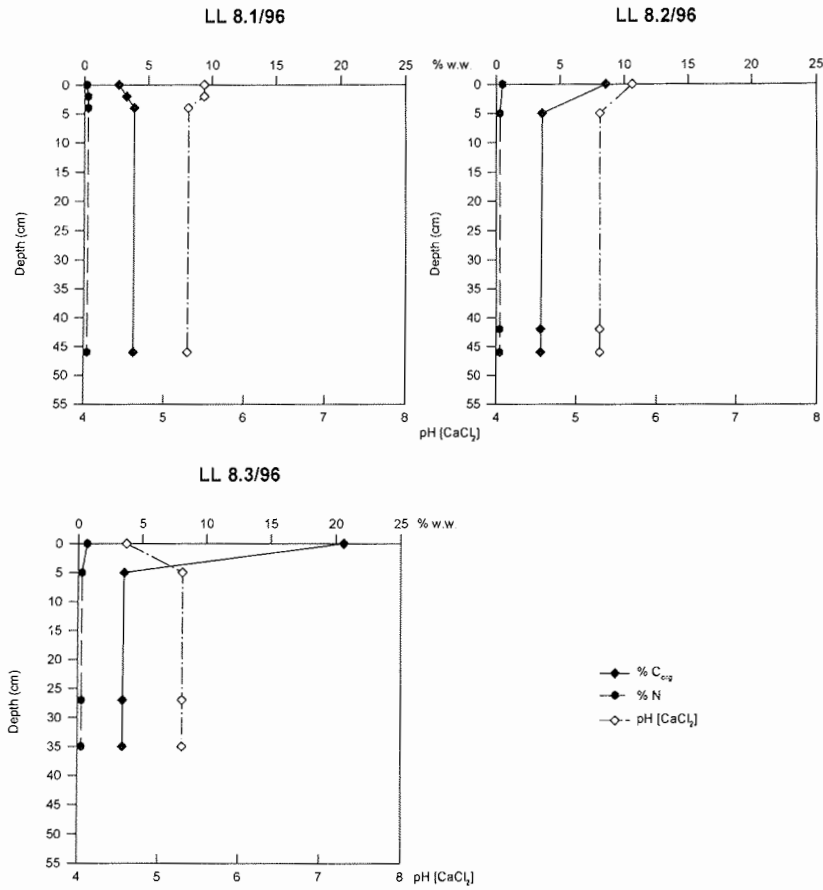 LL 8.1/96
0 5 10 15 20 25
% w.w.
0
5
10
15
20
25
30
35
40
45
50
55
Depth (cm)
4 5 6 7 8
pH [CaCl₂]
LL 8.2/96
0 5 10 15 20 25
0
5
10
15
20
25
30
35
40
45
50
55
Depth (cm)
4 5 6 7 8
LL 8.3/96
0 5 10 15 20 25 % w.w.
0
5
10
15
20
25
30
35
40
45
50
55
Depth (cm)
4 5 6 7 8 pH [CaCl₂]
% Corg
% N
pH [CaCl₂]